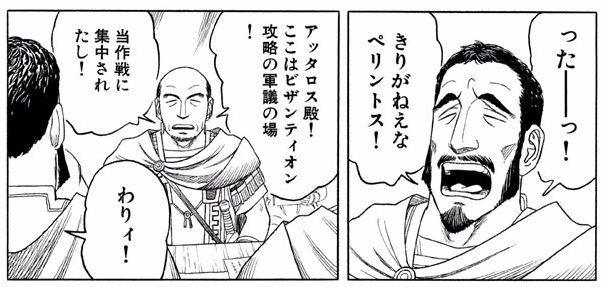 ったーーっ！
きりがねえな
ペリントス！
アッタロス殿！
ここはビザンティオン
攻略の軍議の場
！
当作戦に
集中され
たし！
わりィ！